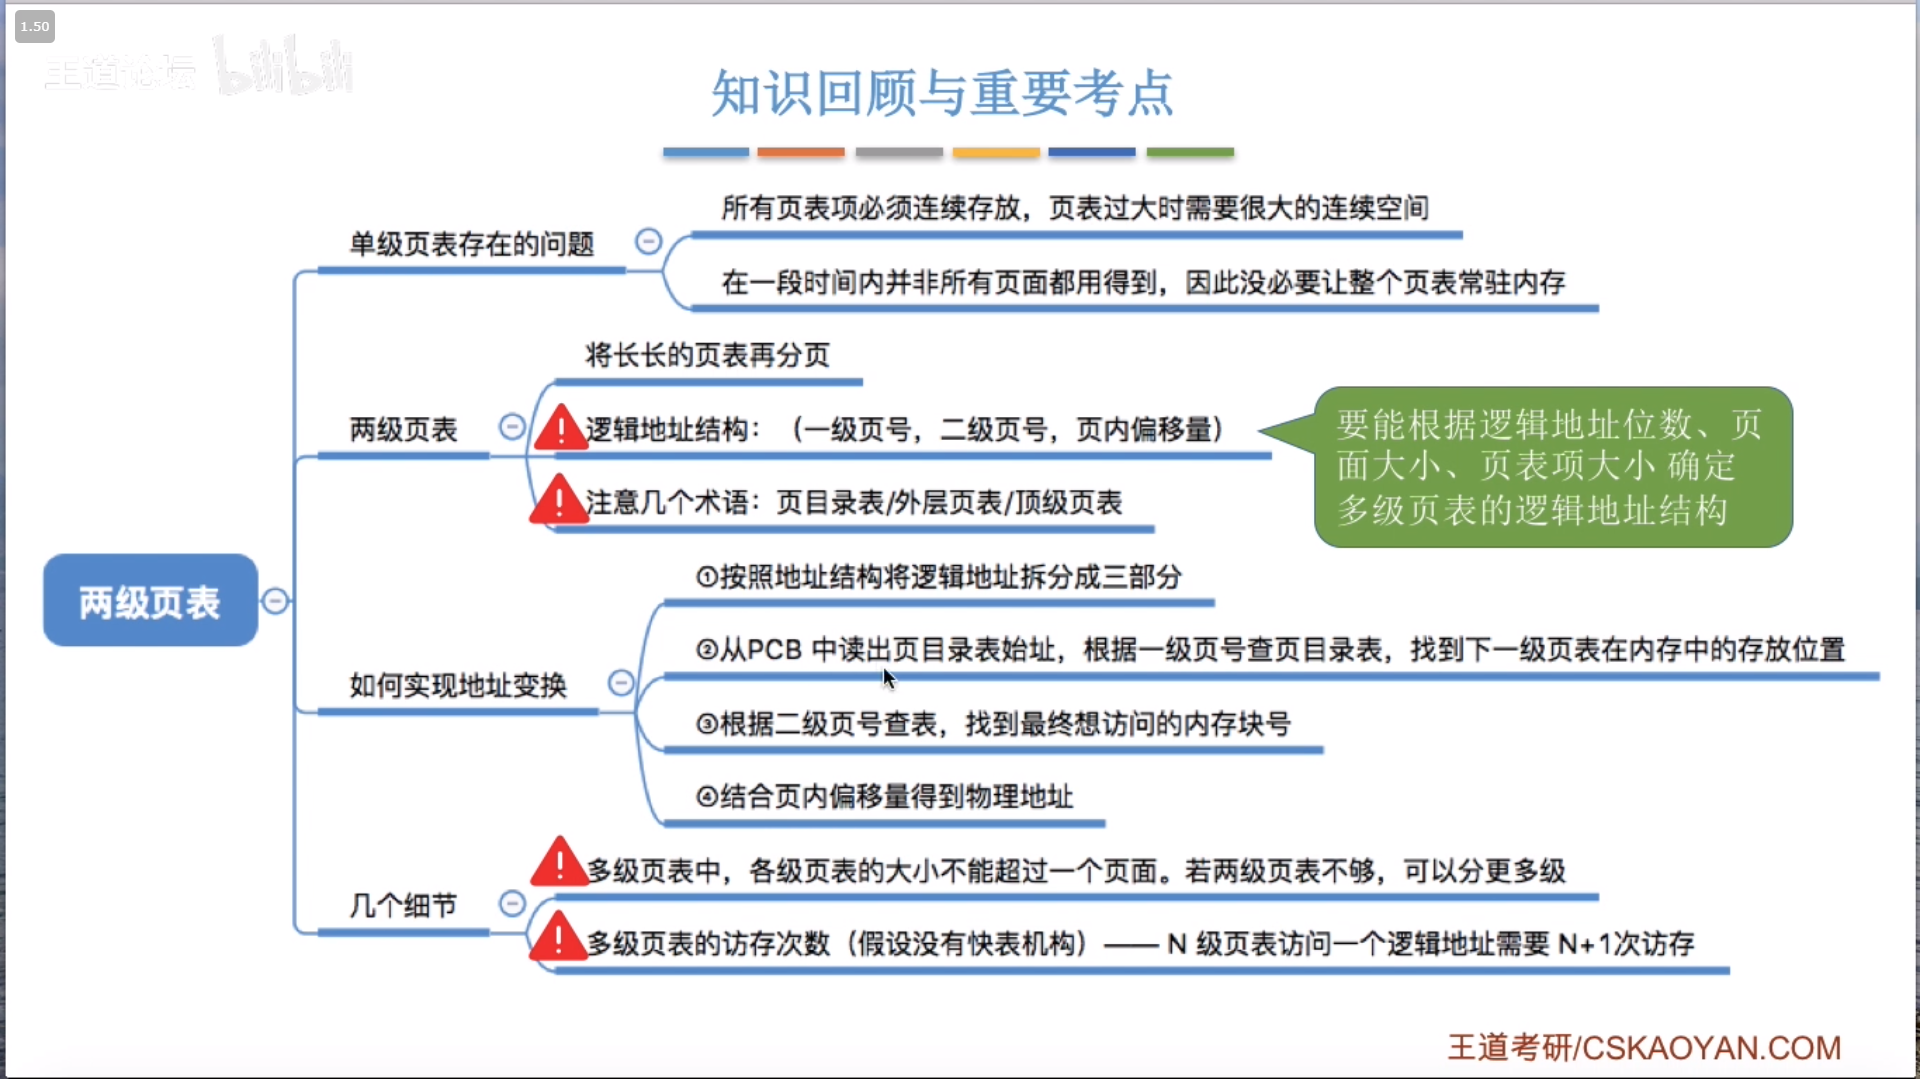 1.50
王道论坛 bilibili
知识回顾与重要考点
所有页表项必须连续存放，页表过大时需要很大的连续空间
单级页表存在的问题
在一段时间内并非所有页面都用得到，因此没必要让整个页表常驻内存
将长长的页表再分页
两级页表
逻辑地址结构：（一级页号，二级页号，页内偏移量）
注意几个术语：页目录表/外层页表/顶级页表
要能根据逻辑地址位数、页
面大小、页表项大小 确定
多级页表的逻辑地址结构
两级页表
①按照地址结构将逻辑地址拆分成三部分
②从PCB 中读出页目录表始址，根据一级页号查页目录表，找到下一级页表在内存中的存放位置
如何实现地址变换
③根据二级页号查表，找到最终想访问的内存块号
④结合页内偏移量得到物理地址
多级页表中，各级页表的大小不能超过一个页面。若两级页表不够，可以分更多级
几个细节
多级页表的访存次数（假设没有快表机构）—— N 级页表访问一个逻辑地址需要 N+1次访存
王道考研/CSKAOYAN.COM